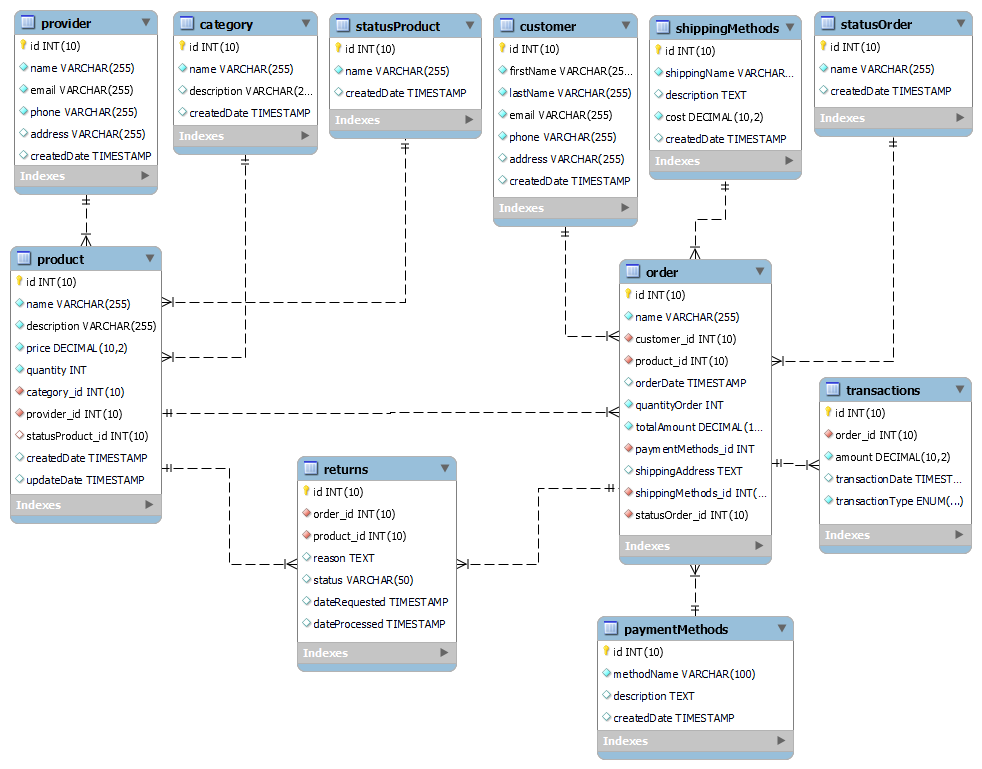 provider
id INT(10)
name VARCHAR(255)
email VARCHAR(255)
phone VARCHAR(255)
address VARCHAR(255)
createdDate TIMESTAMP
Indexes
category
id INT(10)
name VARCHAR(255)
description VARCHAR(2...
createdDate TIMESTAMP
Indexes
statusProduct
id INT(10)
name VARCHAR(255)
createdDate TIMESTAMP
Indexes
customer
id INT(10)
firstName VARCHAR(25...
lastName VARCHAR(255)
email VARCHAR(255)
phone VARCHAR(255)
address VARCHAR(255)
createdDate TIMESTAMP
Indexes
shippingMethods
id INT(10)
shippingName VARCHAR...
description TEXT
cost DECIMAL(10,2)
createdDate TIMESTAMP
Indexes
statusOrder
id INT(10)
name VARCHAR(255)
createdDate TIMESTAMP
Indexes
product
id INT(10)
name VARCHAR(255)
description VARCHAR(255)
price DECIMAL(10,2)
quantity INT
category_id INT(10)
provider_id INT(10)
statusProduct_id INT(10)
createdDate TIMESTAMP
updateDate TIMESTAMP
Indexes
order
id INT(10)
name VARCHAR(255)
customer_id INT(10)
product_id INT(10)
orderDate TIMESTAMP
quantityOrder INT
totalAmount DECIMAL(1...
paymentMethods_id INT
shippingAddress TEXT
shippingMethods_id INT(...
statusOrder_id INT(10)
Indexes
transactions
id INT(10)
order_id INT(10)
amount DECIMAL(10,2)
transactionDate TIMEST...
transactionType ENUM(...)
Indexes
returns
id INT(10)
order_id INT(10)
product_id INT(10)
reason TEXT
status VARCHAR(50)
dateRequested TIMESTAMP
dateProcessed TIMESTAMP
Indexes
paymentMethods
id INT(10)
methodName VARCHAR(100)
description TEXT
createdDate TIMESTAMP
Indexes